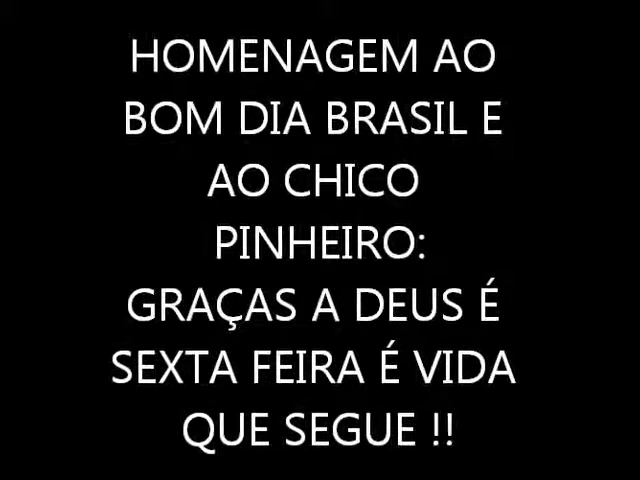 HOMENAGEM AO
BOM DIA BRASIL E
AO CHICO
PINHEIRO:
GRAÇAS A DEUS É
SEXTA FEIRA É VIDA
QUE SEGUE !!